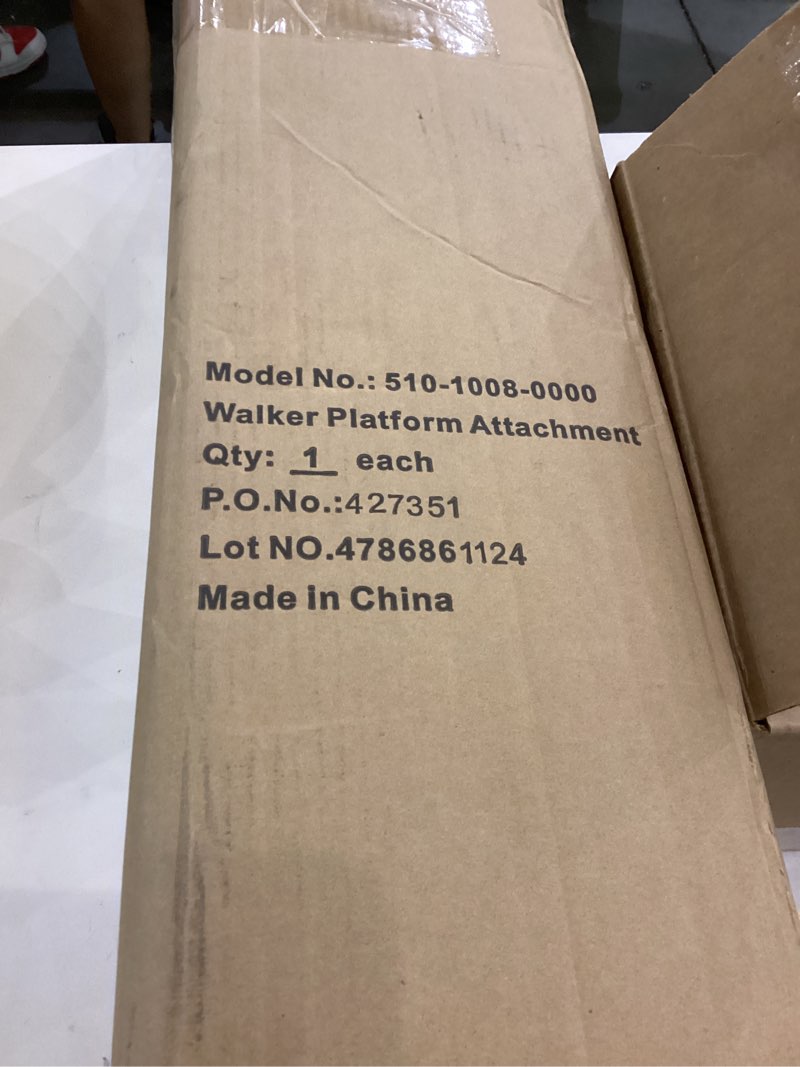 Model No.: 510-1008-0000
Walker Platform Attachment
Qty: 1 each
P.O.No.:427351
Lot NO.4786861124
Made in China